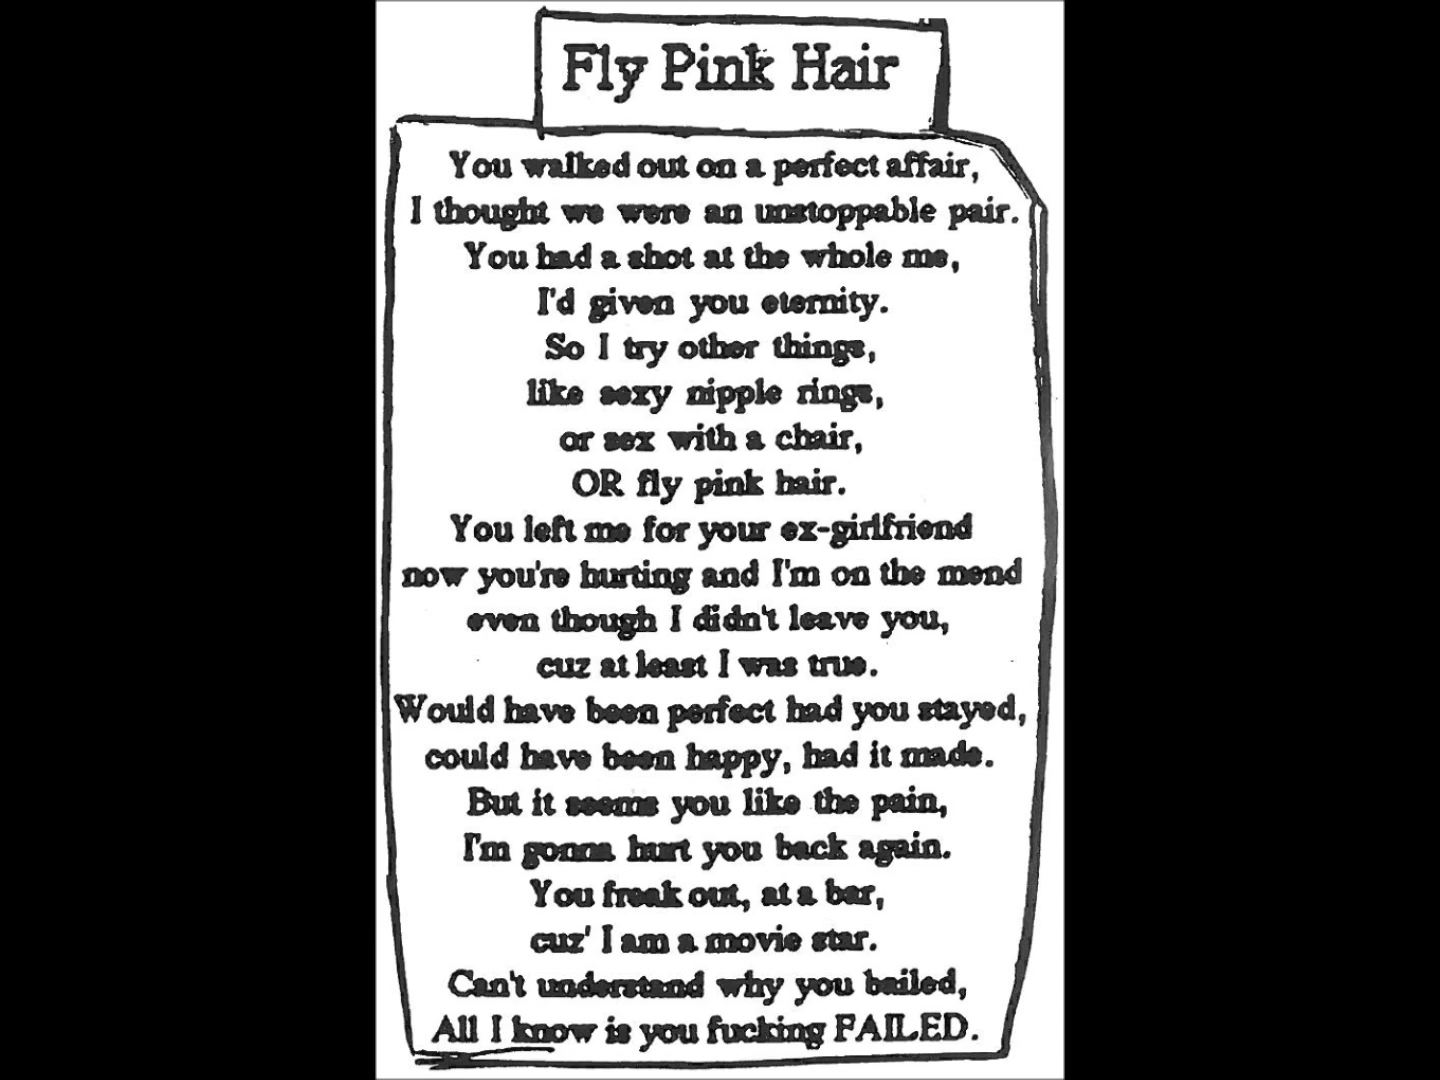 Fly Pink Hair
You walked out on a perfect affair,
I thought we were an unstoppable pair.
You had a shot at the whole me,
I'd given you eternity.
So I try other things,
like sexy nipple rings,
or sex with a chair,
OR fly pink hair.
You left me for your ex-girlfriend
now you're hurting and I'm on the mend
even though I didn't leave you,
cuz at least I was true.
Would have been perfect had you stayed,
could have been happy, had it made.
But it seems you like the pain,
I'm gonna hurt you back again.
You freak out, at a bar,
cuz' I am a movie star.
Can't understand why you bailed,
All I know is you fucking FAILED.